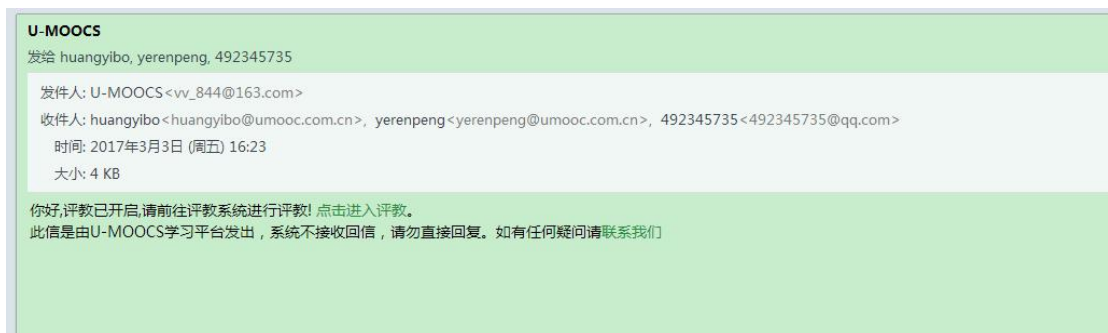 U-MOOCS
发给 huangyibo, yerenpeng, 492345735
发件人: U-MOOCS<vv_844@163.com>
收件人: huangyibo<huangyibo@umooc.com.cn>, yerenpeng<yerenpeng@umooc.com.cn>, 492345735<492345735@qq.com>
时间: 2017年3月3日 (周五) 16:23
大小: 4 KB
你好,评教已开启,请前往评教系统进行评教! 点击进入评教。
此信是由U-MOOCS学习平台发出，系统不接收回信，请勿直接回复。如有任何疑问请联系我们